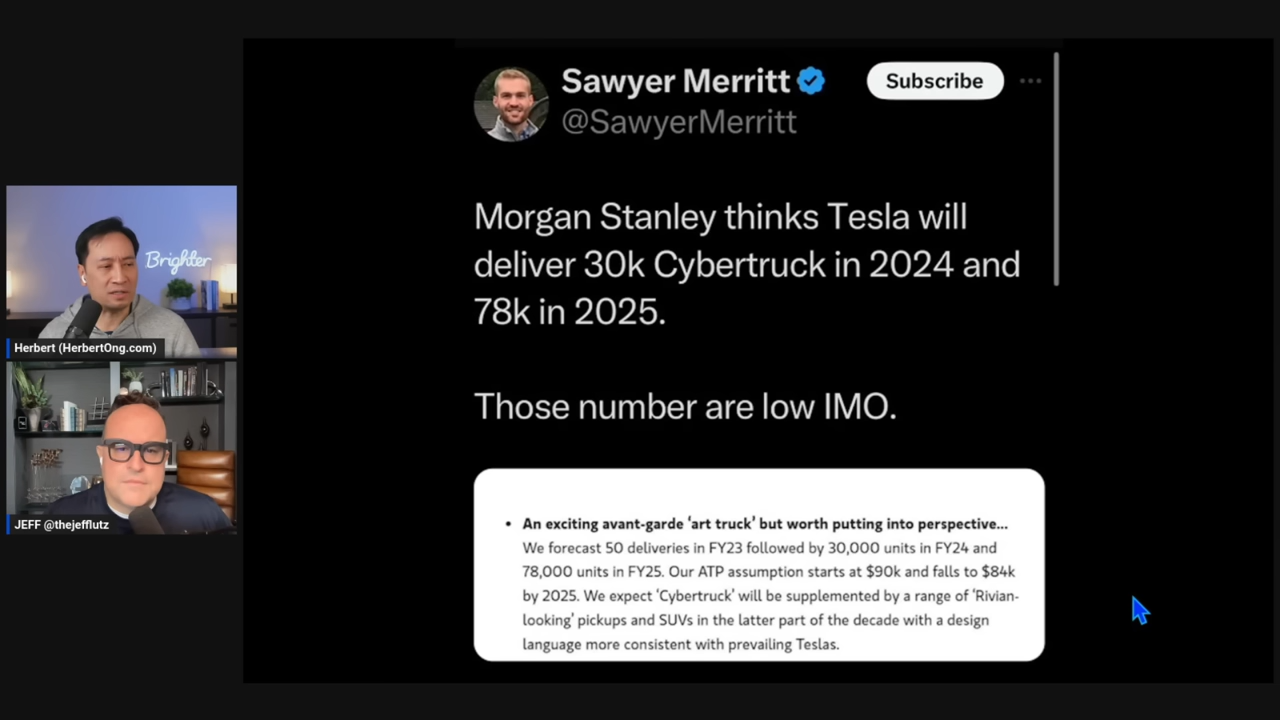 Sawyer Merritt
Subscribe
@SawyerMerritt
Morgan Stanley thinks Tesla will
deliver 30k Cybertruck in 2024 and
78k in 2025.
Those number are low IMO.
• An exciting avant-garde ‘art truck’ but worth putting into perspective...
We forecast 50 deliveries in FY23 followed by 30,000 units in FY24 and
78,000 units in FY25. Our ATP assumption starts at $90k and falls to $84k
by 2025. We expect ‘Cybertruck’ will be supplemented by a range of ‘Rivian-
looking’ pickups and SUVs in the latter part of the decade with a design
language more consistent with prevailing Teslas.
Brighter
Herbert (HerbertOng.com)
JEFF @thejefflutz